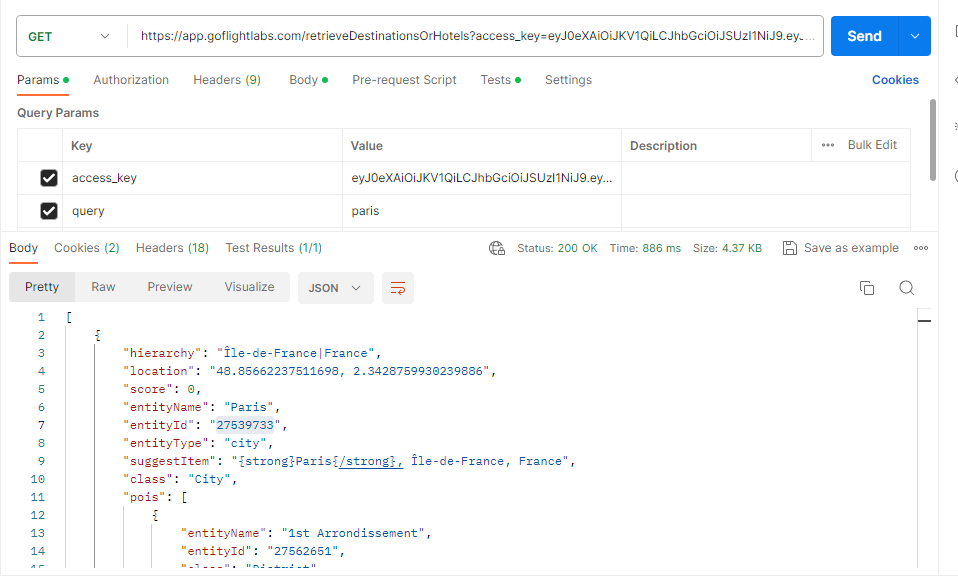 GET https://app.goflightlabs.com/retrieveDestinationsOrHotels?access_key=eyJ0eXAiOiJKV1QiLCJhbGciOiJSUzI1NiJ9.ey... Send
Params Authorization Headers (9) Body Pre-request Script Tests Settings Cookies
Query Params
Key Value Description ••• Bulk Edit
access_key eyJ0eXAiOiJKV1QiLCJhbGciOiJSUzI1NiJ9.ey...
query paris
Body Cookies (2) Headers (18) Test Results (1/1) Status: 200 OK Time: 886 ms Size: 4.37 KB Save as example •••
Pretty Raw Preview Visualize JSON
1 [
2 {
3 "hierarchy": "Île-de-France|France",
4 "location": "48.85662237511698, 2.3428759930239886",
5 "score": 0,
6 "entityName": "Paris",
7 "entityId": "27539733",
8 "entityType": "city",
9 "suggestItem": "{strong}Paris{/strong}, Île-de-France, France",
10 "class": "City",
11 "pois": [
12 {
13 "entityName": "1st Arrondissement",
14 "entityId": "27562651",
15 "class": "District"